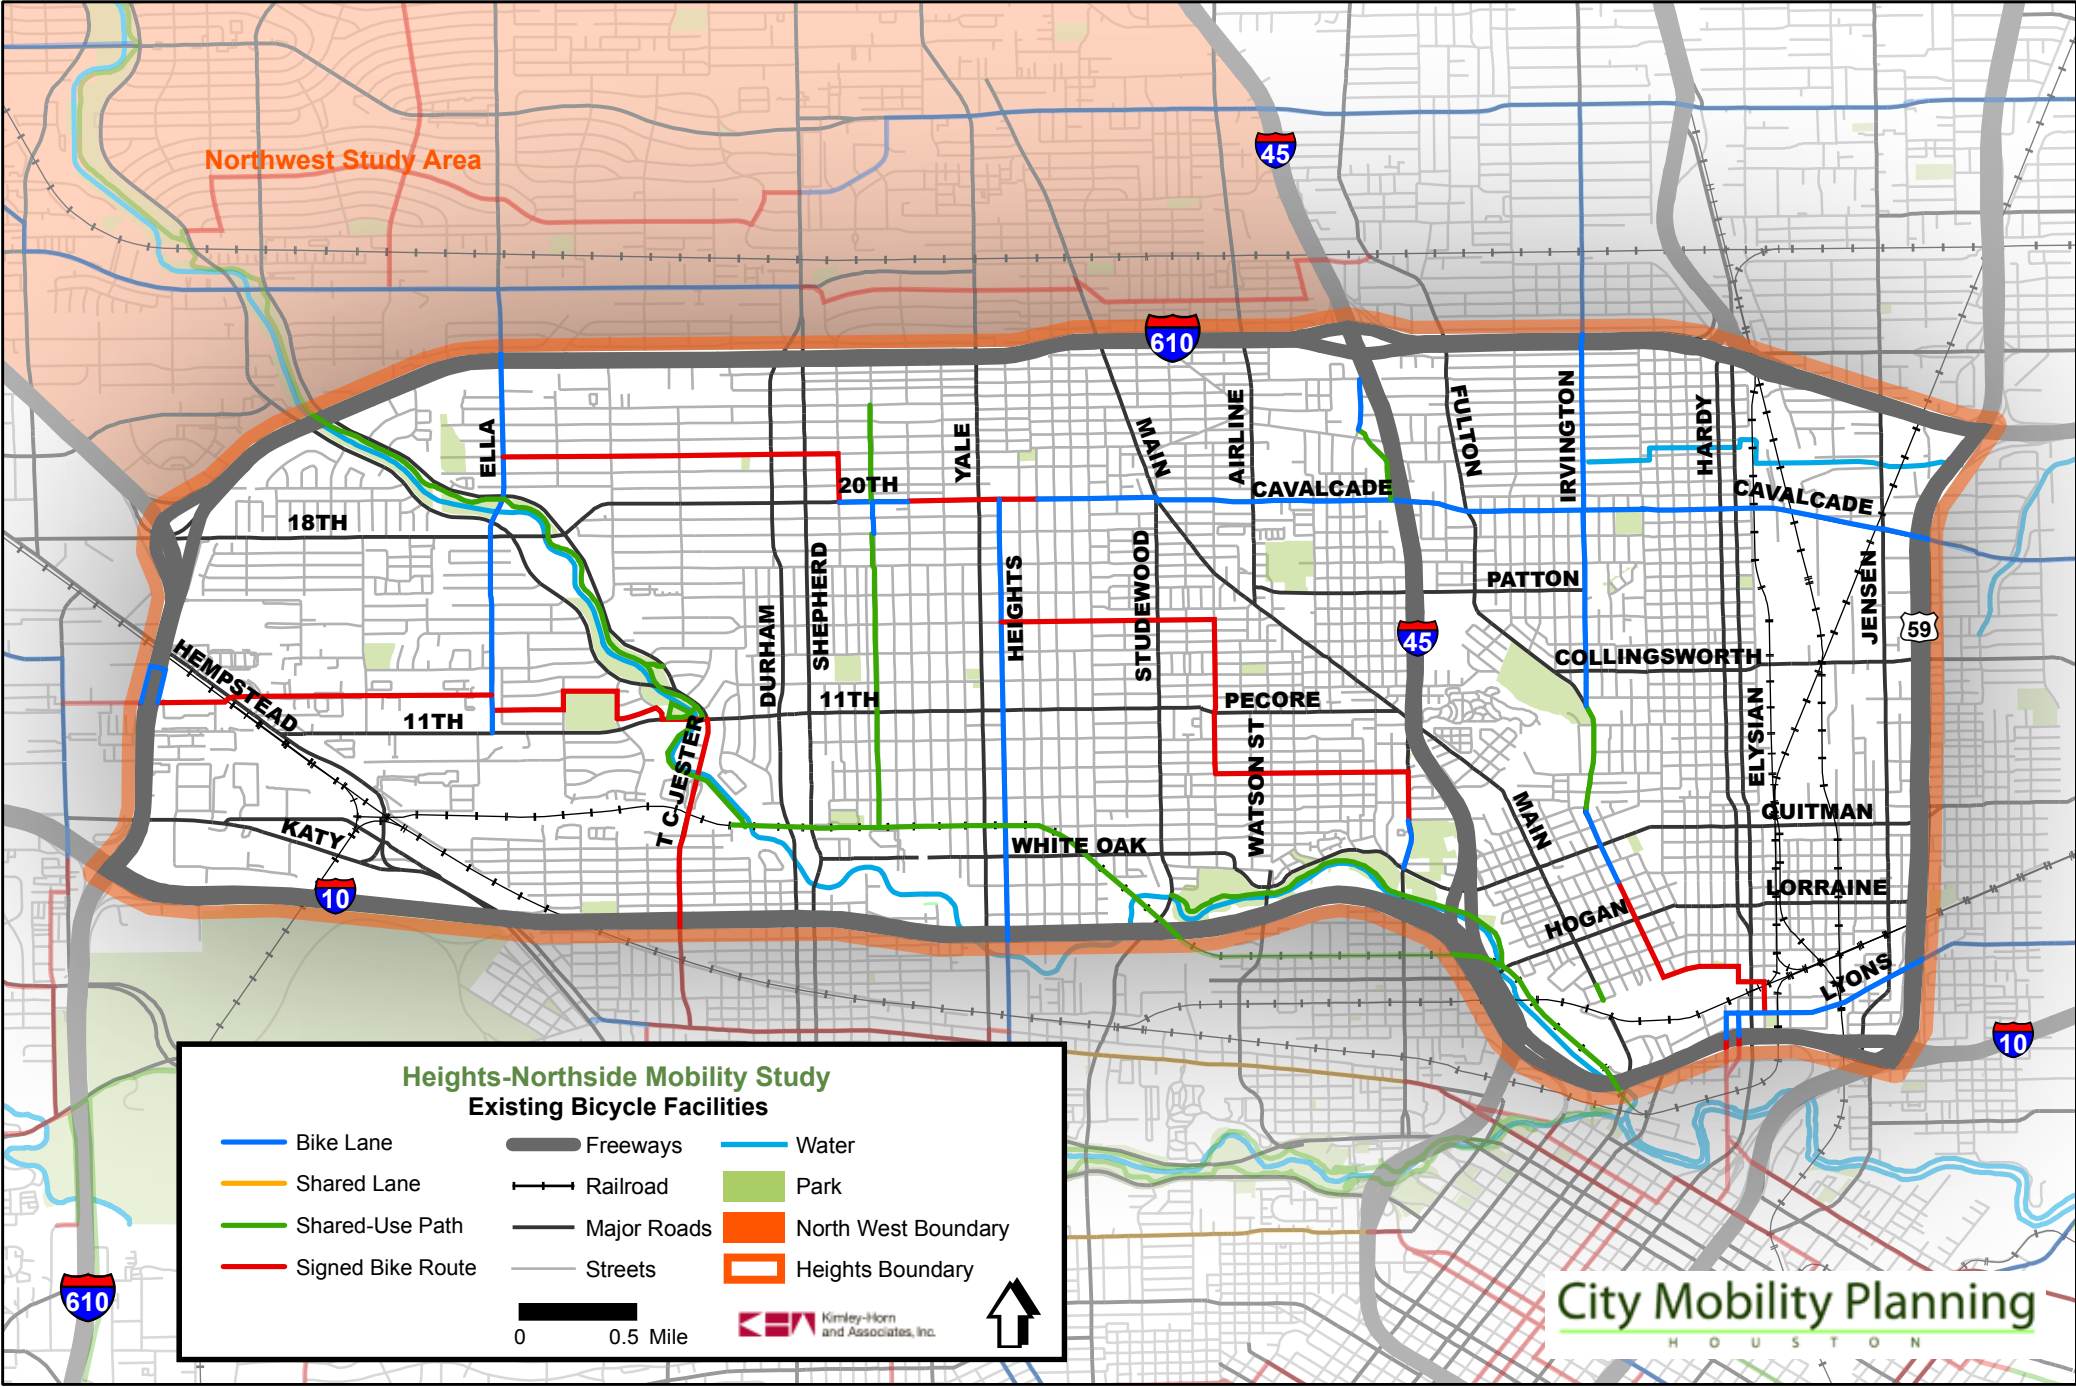 45
Northwest Study Area
610
ELLA
YALE
MAIN
AIRLINE
FULTON
IRVINGTON
HARDY
20TH
CAVALCADE
CAVALCADE
18TH
DURHAM
SHEPHERD
HEIGHTS
STUDEWOOD
PATTON
JENSEN
45
59
HEMPSTEAD
COLLINGSWORTH
11TH
11TH
PECORE
T C JESTER
WATSON ST
ELYSIAN
MAIN
QUITMAN
KATY
WHITE OAK
10
LORRAINE
HOGAN
LYONS
10
Heights-Northside Mobility Study
Existing Bicycle Facilities
Bike Lane
Freeways
Water
Shared Lane
Railroad
Park
Shared-Use Path
Major Roads
North West Boundary
Signed Bike Route
Streets
Heights Boundary
0 0.5 Mile
Kimley-Horn
and Associates, Inc.
610
City Mobility Planning
HOUSTON